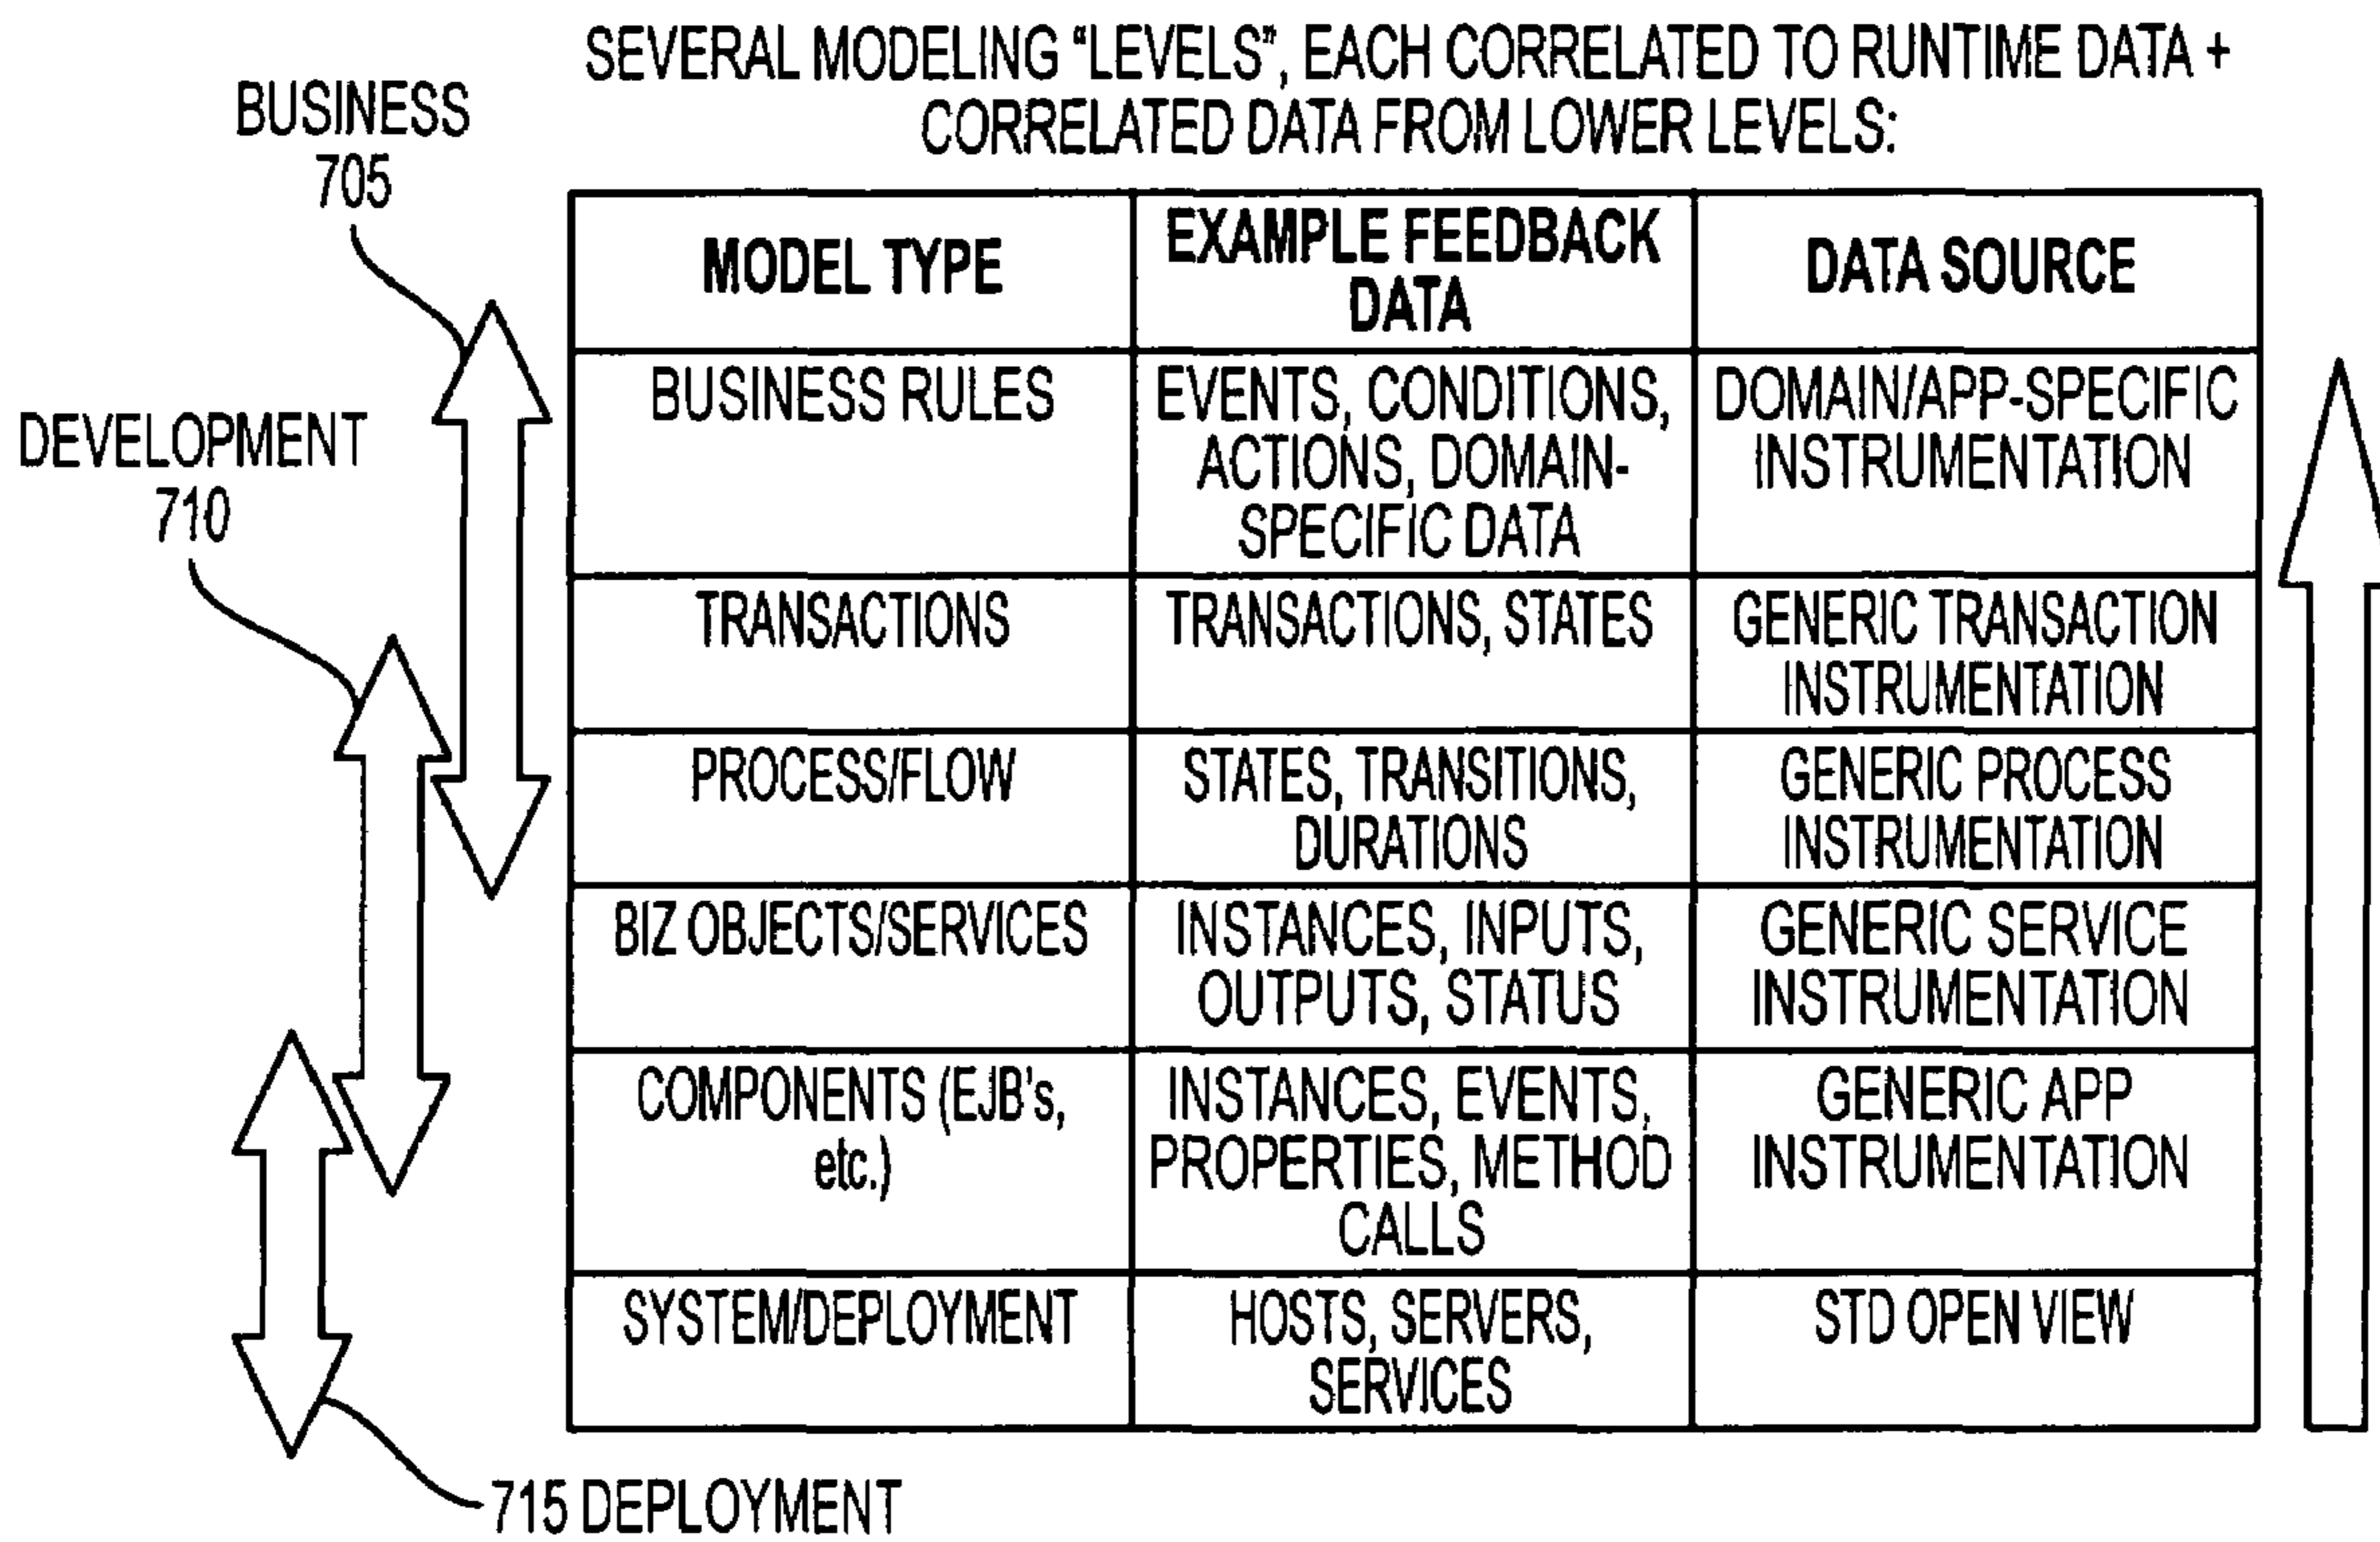 SEVERAL MODELING “LEVELS”, EACH CORRELATED TO RUNTIME DATA +
CORRELATED DATA FROM LOWER LEVELS:
BUSINESS
705
DEVELOPMENT
710
MODEL TYPE
EXAMPLE FEEDBACK
DATA
DATA SOURCE
BUSINESS RULES
EVENTS, CONDITIONS,
ACTIONS, DOMAIN-
SPECIFIC DATA
DOMAIN/APP-SPECIFIC
INSTRUMENTATION
TRANSACTIONS
TRANSACTIONS, STATES
GENERIC TRANSACTION
INSTRUMENTATION
PROCESS/FLOW
STATES, TRANSITIONS,
DURATIONS
GENERIC PROCESS
INSTRUMENTATION
BIZ OBJECTS/SERVICES
INSTANCES, INPUTS,
OUTPUTS, STATUS
GENERIC SERVICE
INSTRUMENTATION
COMPONENTS (EJB's,
etc.)
INSTANCES, EVENTS,
PROPERTIES, METHOD
CALLS
GENERIC APP
INSTRUMENTATION
SYSTEM/DEPLOYMENT
HOSTS, SERVERS,
SERVICES
STD OPEN VIEW
715 DEPLOYMENT